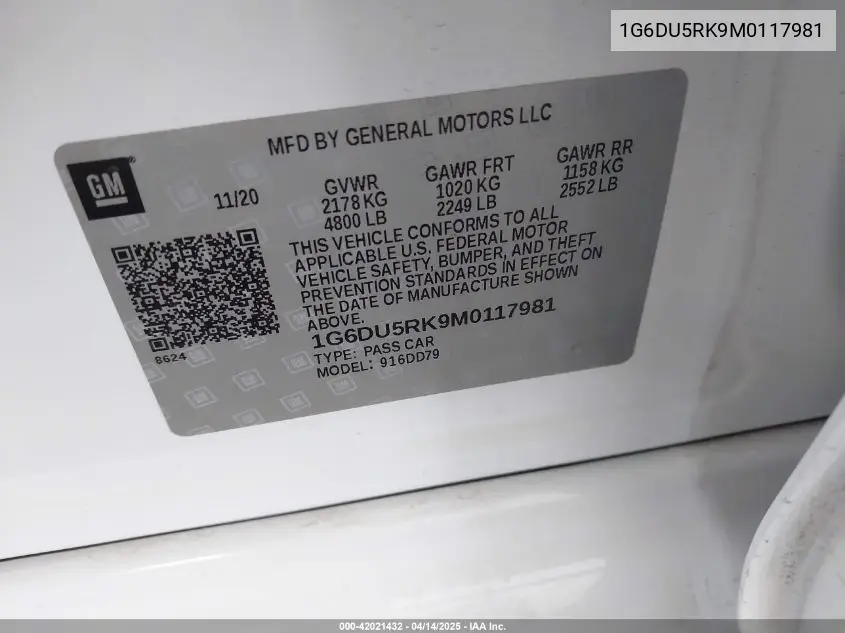 1G6DU5RK9M0117981
MFD BY GENERAL MOTORS LLC
GM
11/20
GVWR
2178 KG
4800 LB
GAWR FRT
1020 KG
2249 LB
GAWR RR
1158 KG
2552 LB
THIS VEHICLE CONFORMS TO ALL
APPLICABLE U.S. FEDERAL MOTOR
VEHICLE SAFETY, BUMPER, AND THEFT
PREVENTION STANDARDS IN EFFECT ON
THE DATE OF MANUFACTURE SHOWN
ABOVE.
1G6DU5RK9M0117981
TYPE: PASS CAR
MODEL: 916DD79
8624
000-42021432 - 04/14/2025 - IAA Inc.